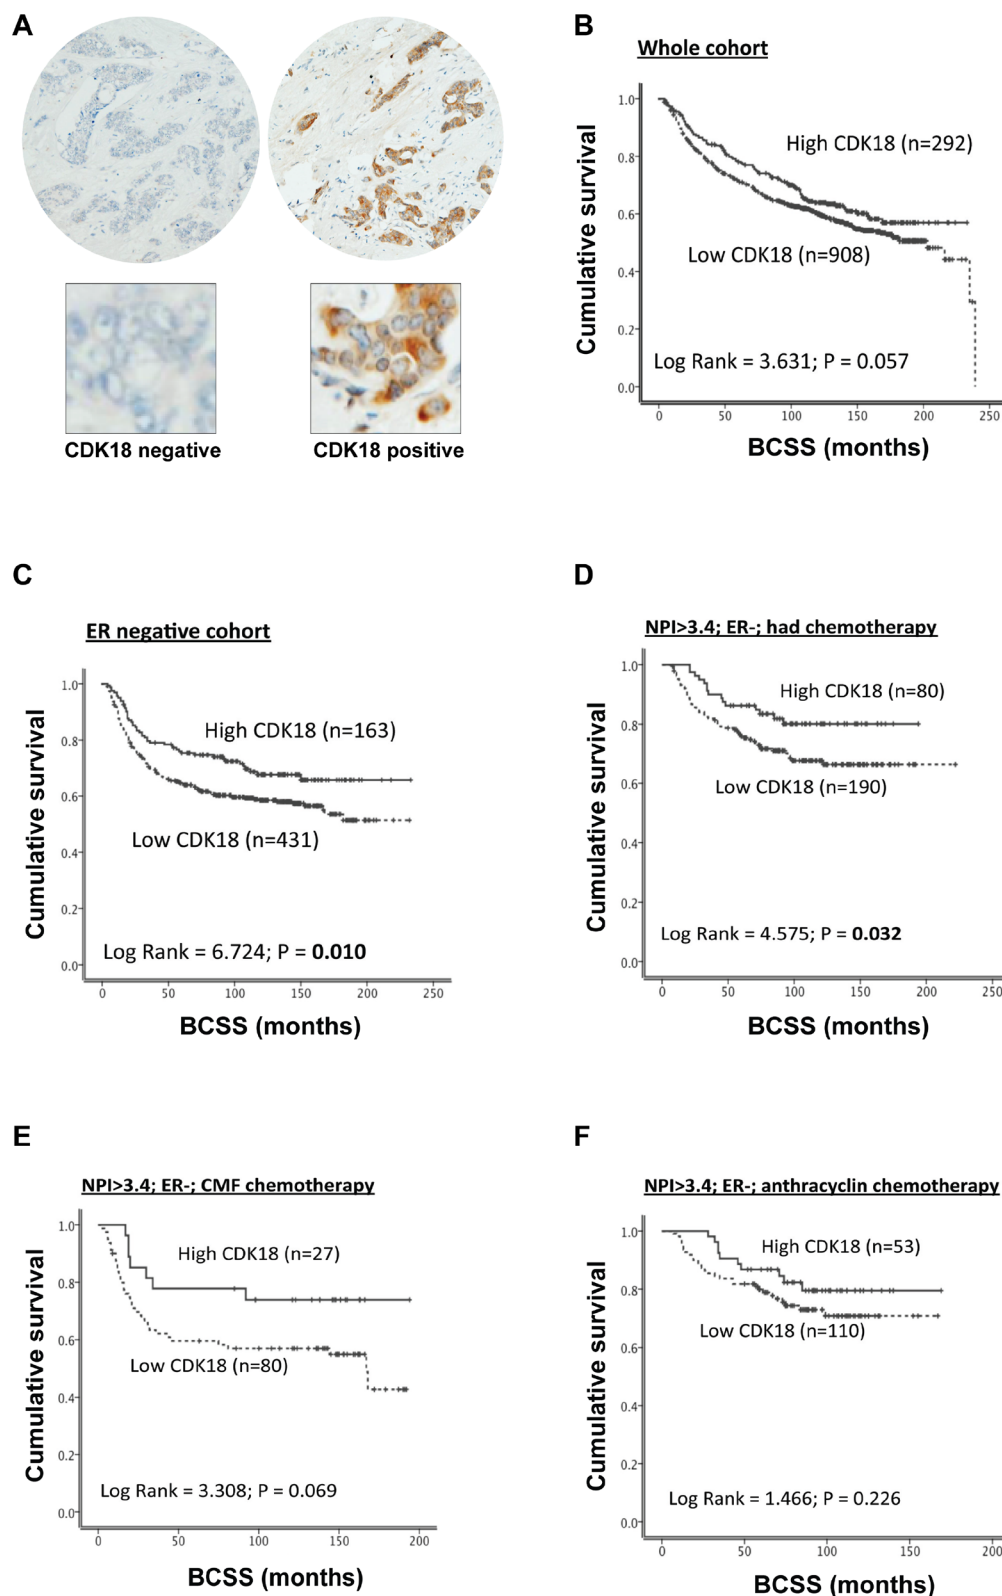 A
CDK18 negative
CDK18 positive
B
Whole cohort
Cumulative survival
1.0
0.8
0.6
0.4
0.2
0.0
High CDK18 (n=292)
Low CDK18 (n=908)
Log Rank = 3.631; P = 0.057
0 50 100 150 200 250
BCSS (months)
C
ER negative cohort
Cumulative survival
1.0
0.8
0.6
0.4
0.2
0.0
High CDK18 (n=163)
Low CDK18 (n=431)
Log Rank = 6.724; P = 0.010
0 50 100 150 200 250
BCSS (months)
D
NPI>3.4; ER-; had chemotherapy
Cumulative survival
1.0
0.8
0.6
0.4
0.2
0.0
High CDK18 (n=80)
Low CDK18 (n=190)
Log Rank = 4.575; P = 0.032
0 50 100 150 200 250
BCSS (months)
E
NPI>3.4; ER-; CMF chemotherapy
Cumulative survival
1.0
0.8
0.6
0.4
0.2
0.0
High CDK18 (n=27)
Low CDK18 (n=80)
Log Rank = 3.308; P = 0.069
0 50 100 150 200
BCSS (months)
F
NPI>3.4; ER-; anthracyclin chemotherapy
Cumulative survival
1.0
0.8
0.6
0.4
0.2
0.0
High CDK18 (n=53)
Low CDK18 (n=110)
Log Rank = 1.466; P = 0.226
0 50 100 150 200
BCSS (months)